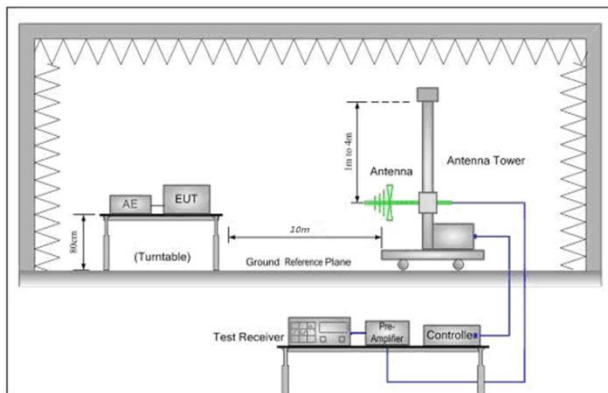 1m to 4m
Antenna
Antenna Tower
AE
EUT
80cm
(Turntable)
10m
Ground Reference Plane
Test Receiver
Pre-
Amplifier
Controller